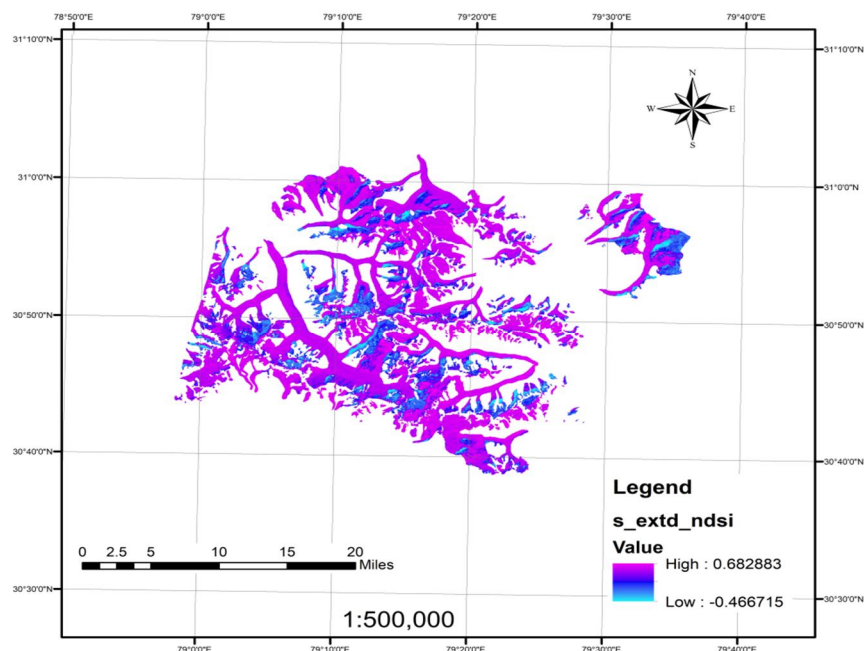 78°50'0"E 79°0'0"E 79°10'0"E 79°20'0"E 79°30'0"E 79°40'0"E
31°10'0"N 31°10'0"N
N
W E
S
31°0'0"N 31°0'0"N
30°50'0"N 30°50'0"N
30°40'0"N 30°40'0"N
Legend
s_extd_ndsi
Value
High : 0.682883
Low : -0.466715
0 2.5 5 10 15 20
Miles
30°30'0"N 30°30'0"N
1:500,000
79°0'0"E 79°10'0"E 79°20'0"E 79°30'0"E 79°40'0"E